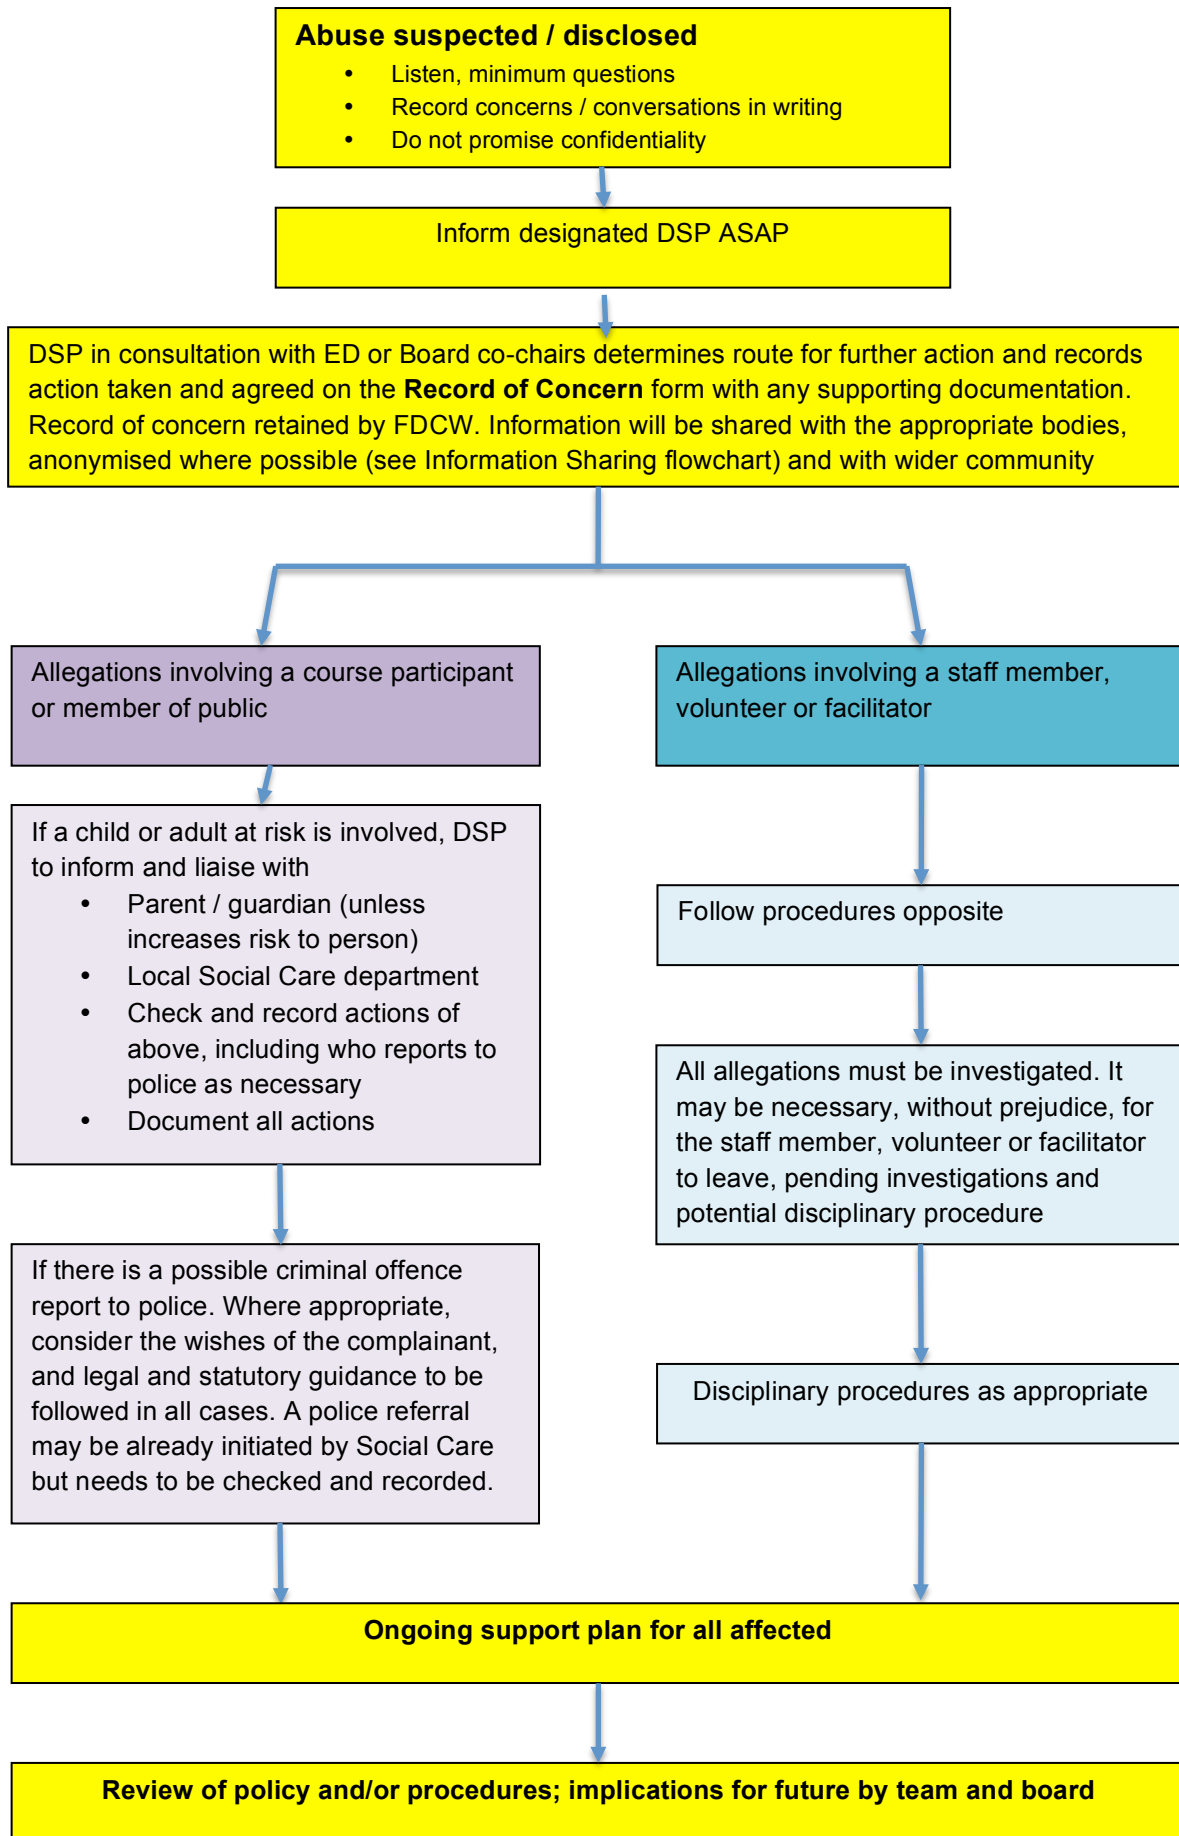 Abuse suspected / disclosed
• Listen, minimum questions
• Record concerns / conversations in writing
• Do not promise confidentiality
Inform designated DSP ASAP
DSP in consultation with ED or Board co-chairs determines route for further action and records
action taken and agreed on the Record of Concern form with any supporting documentation.
Record of concern retained by FDCW. Information will be shared with the appropriate bodies,
anonymised where possible (see Information Sharing flowchart) and with wider community
Allegations involving a course participant
or member of public
If a child or adult at risk is involved, DSP
to inform and liaise with
• Parent / guardian (unless
increases risk to person)
• Local Social Care department
• Check and record actions of
above, including who reports to
police as necessary
• Document all actions
If there is a possible criminal offence
report to police. Where appropriate,
consider the wishes of the complainant,
and legal and statutory guidance to be
followed in all cases. A police referral
may be already initiated by Social Care
but needs to be checked and recorded.
Allegations involving a staff member,
volunteer or facilitator
Follow procedures opposite
All allegations must be investigated. It
may be necessary, without prejudice, for
the staff member, volunteer or facilitator
to leave, pending investigations and
potential disciplinary procedure
Disciplinary procedures as appropriate
Ongoing support plan for all affected
Review of policy and/or procedures; implications for future by team and board